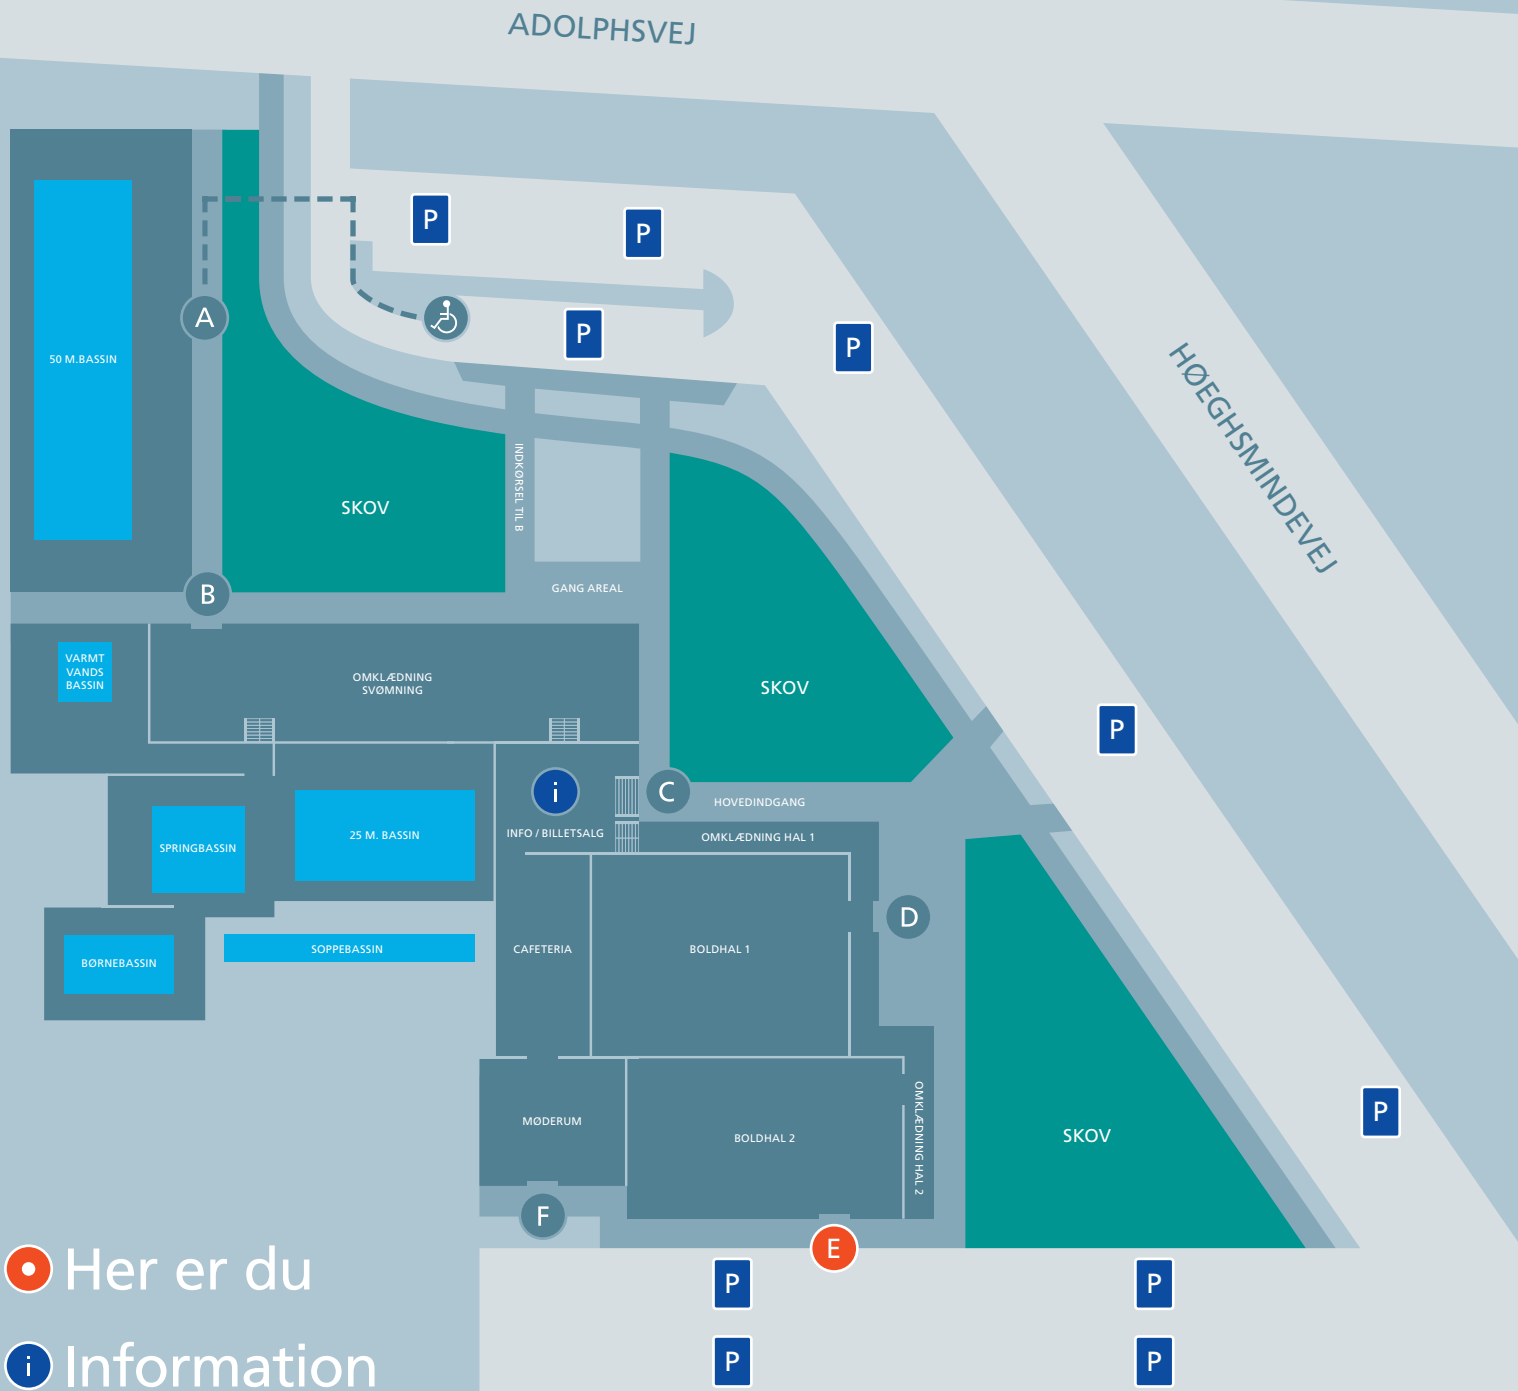 ADOLPHSVEJ
P
P
A
P
P
50 M.BASSIN
HØEGHSMINDEVEJ
INDKØRSEL TIL B
SKOV
GANG AREAL
B
VARMT
VANDS
BASSIN
OMKLÆDNING
SVØMNING
SKOV
P
i
C
HOVEDINDGANG
INFO / BILLETSALG
OMKLÆDNING HAL 1
25 M. BASSIN
SPRINGBASSIN
D
SOPPEBASSIN
CAFETERIA
BOLDHAL 1
BØRNEBASSIN
P
MØDERUM
BOLDHAL 2
OMKLÆDNING HAL 2
SKOV
F
E
Her er du
P
P
i
Information
P
P